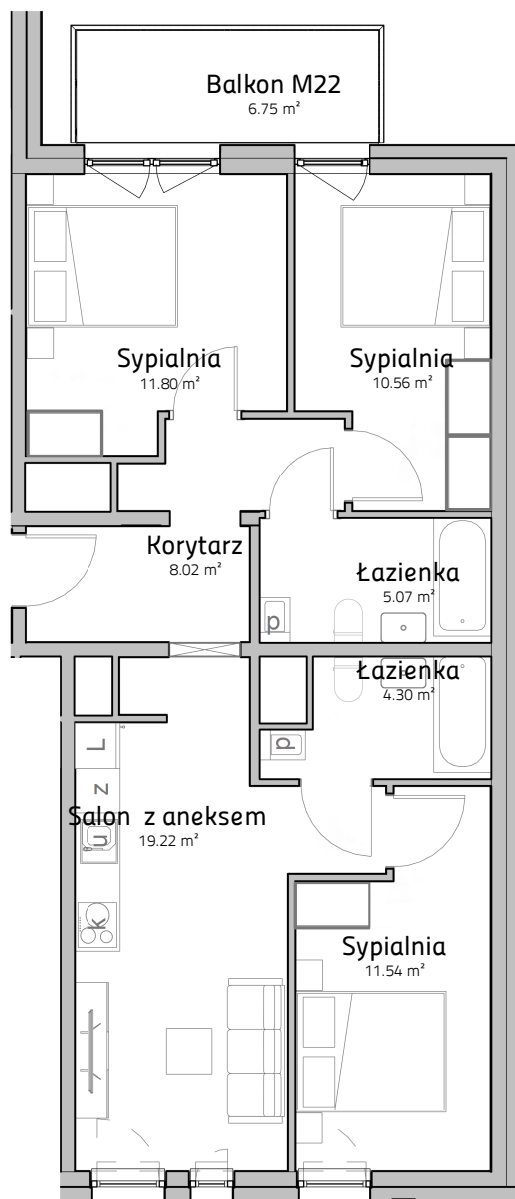 Balkon M22
6.75 m²
Sypialnia
11.80 m²
Sypialnia
10.56 m²
Korytarz
8.02 m²
Łazienka
5.07 m²
p
Łazienka
4.30 m²
p
L
z
Salon z aneksem
19.22 m²
u
k
Sypialnia
11.54 m²